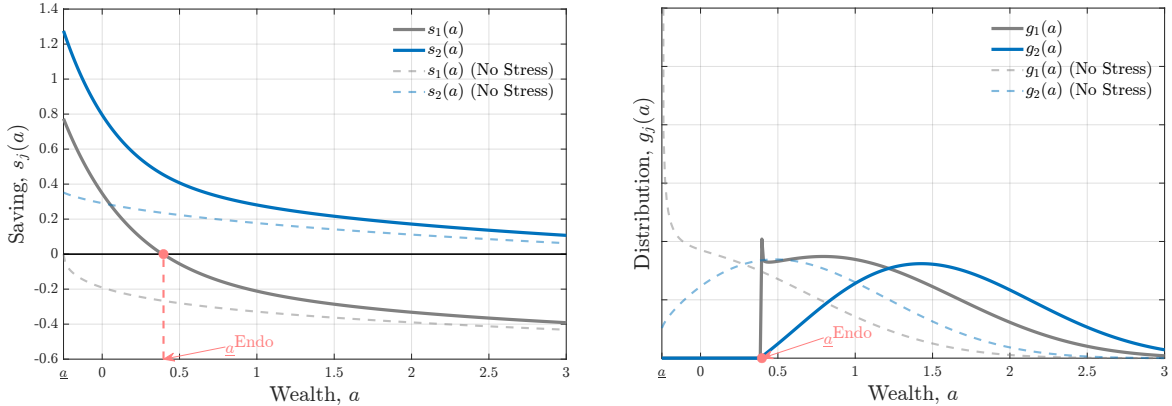 1.4
1.2
1
0.8
0.6
0.4
0.2
0
-0.2
-0.4
-0.6
Saving, s_j(a)
s_1(a)
s_2(a)
s_1(a) (No Stress)
s_2(a) (No Stress)
a̲^Endo
a̲ 0 0.5 1 1.5 2 2.5 3
Wealth, a
Distribution, g_j(a)
g_1(a)
g_2(a)
g_1(a) (No Stress)
g_2(a) (No Stress)
a̲^Endo
a̲ 0 0.5 1 1.5 2 2.5 3
Wealth, a